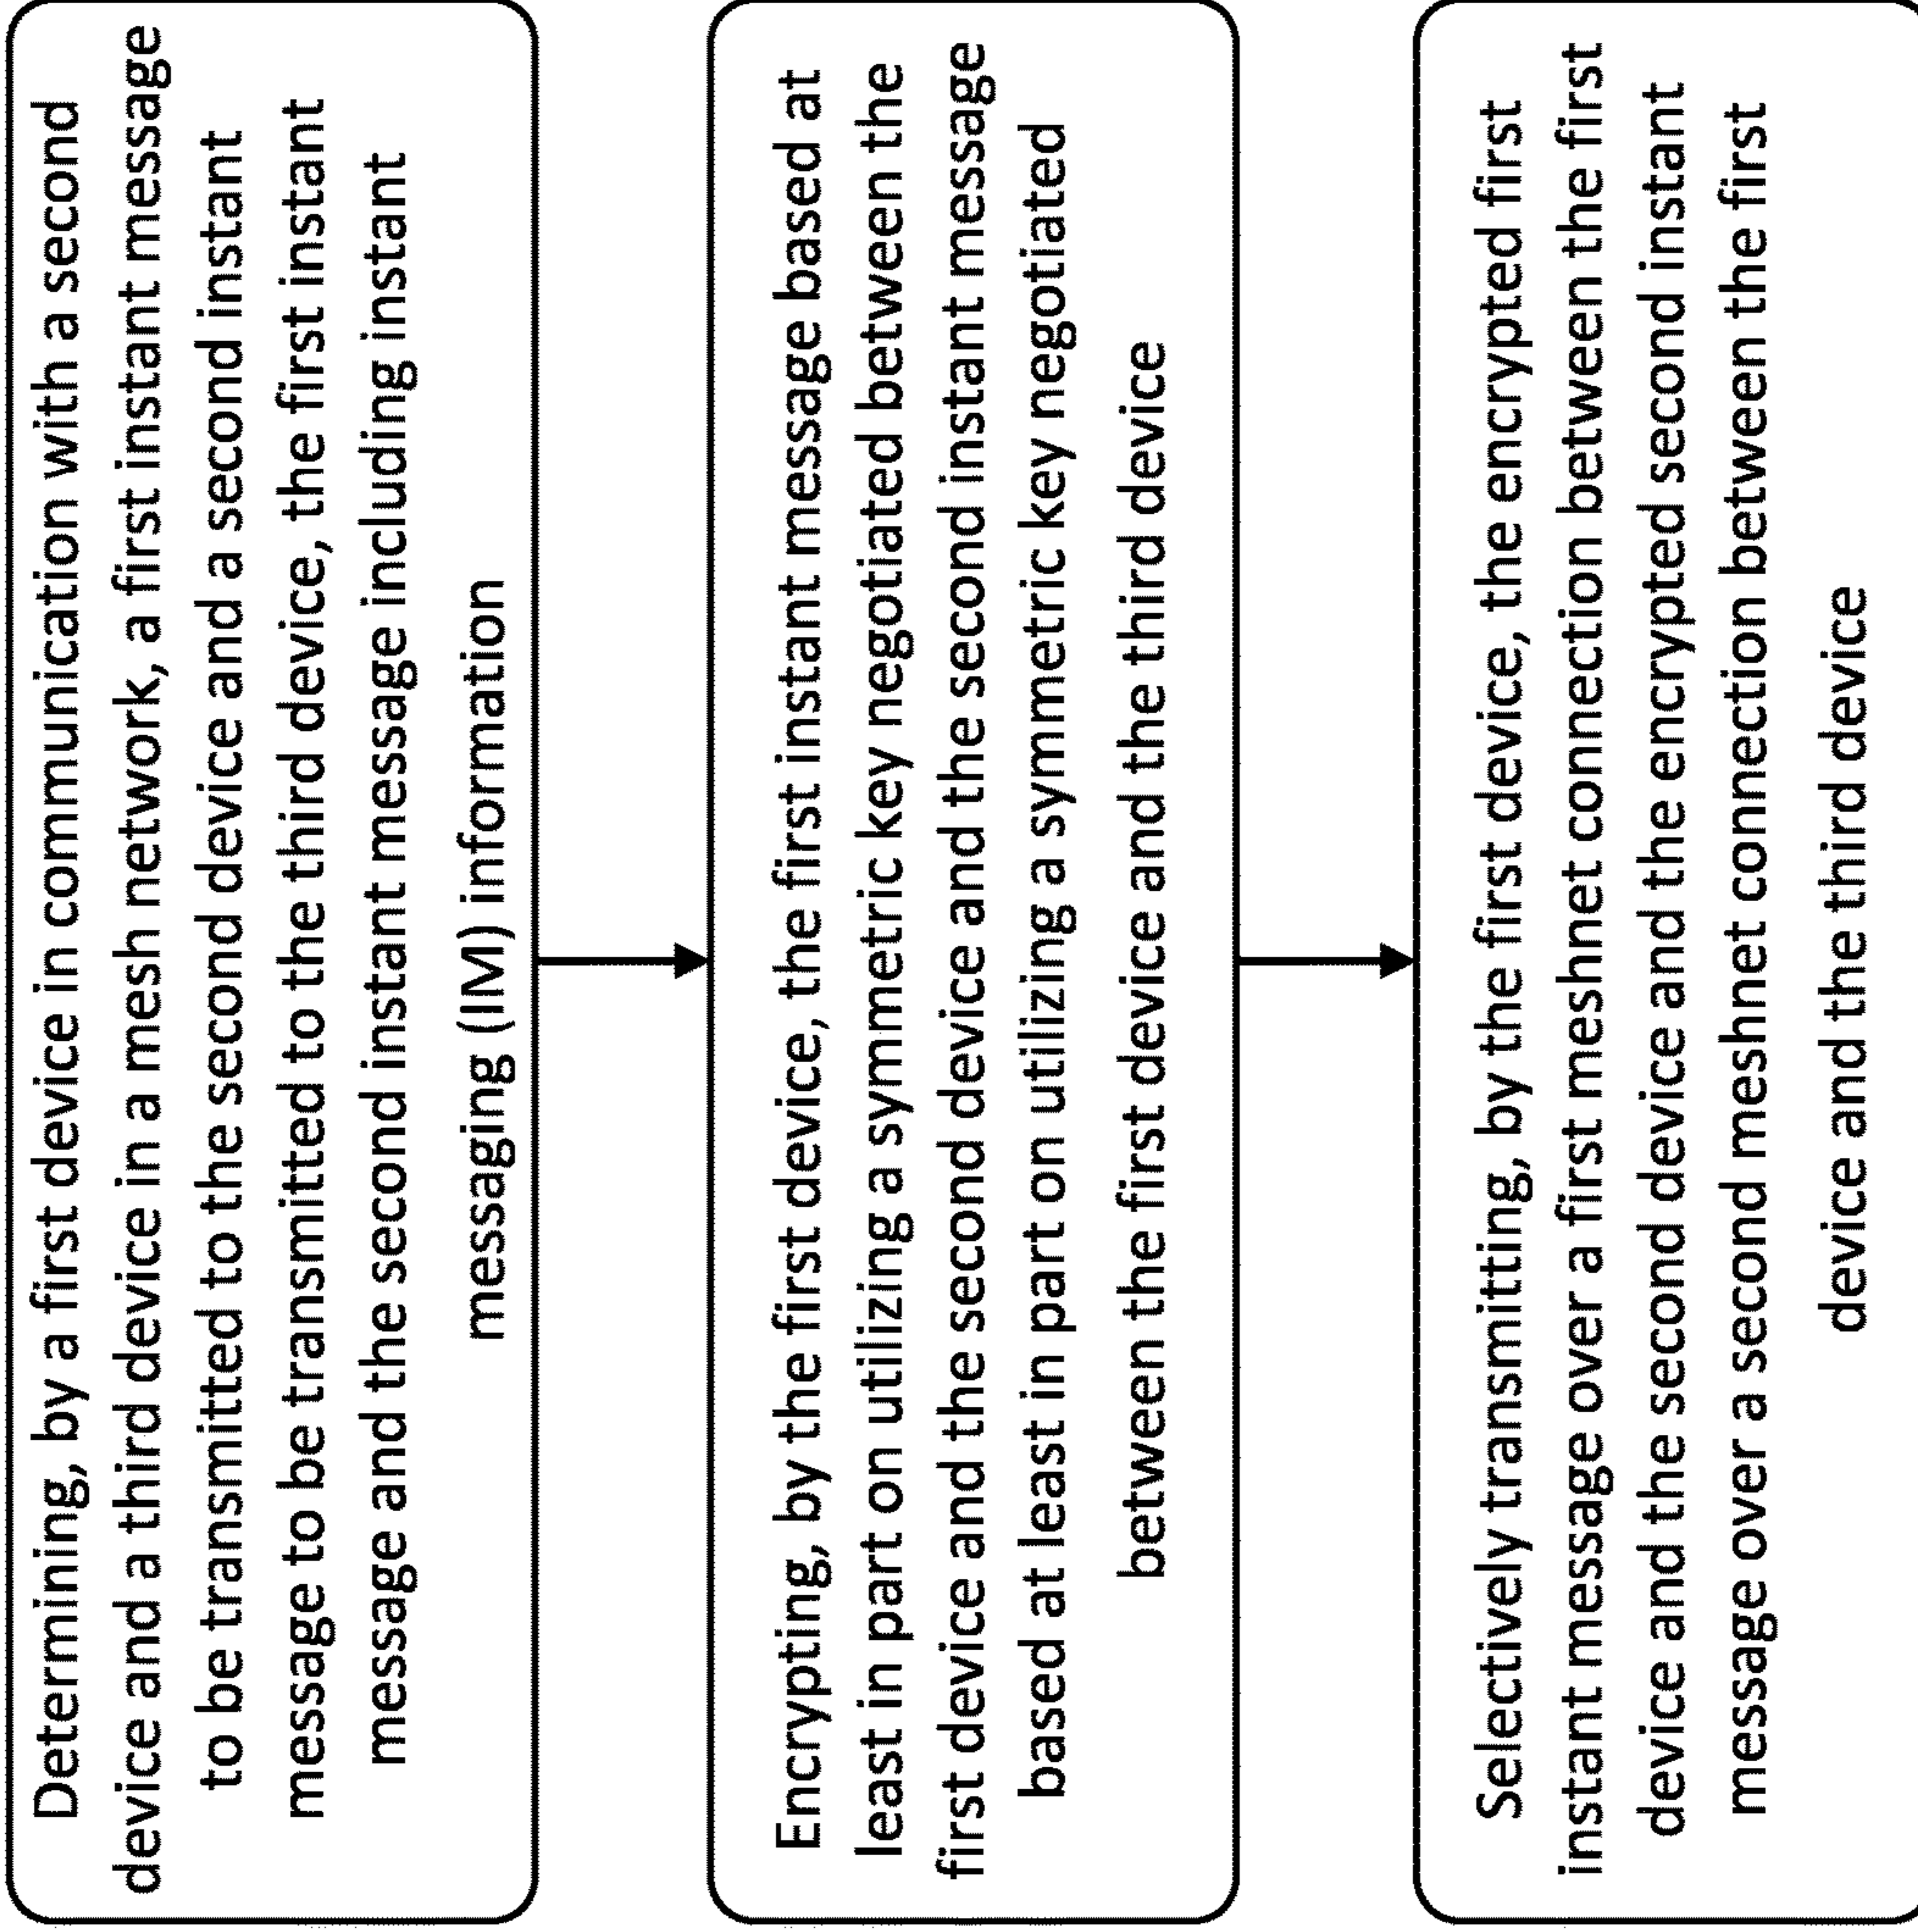 Determining, by a first device in communication with a second
device and a third device in a mesh network, a first instant message
to be transmitted to the second device and a second instant
message to be transmitted to the third device, the first instant
message and the second instant message including instant
messaging (IM) information
Encrypting, by the first device, the first instant message based at
least in part on utilizing a symmetric key negotiated between the
first device and the second device and the second instant message
based at least in part on utilizing a symmetric key negotiated
between the first device and the third device
Selectively transmitting, by the first device, the encrypted first
instant message over a first meshnet connection between the first
device and the second device and the encrypted second instant
message over a second meshnet connection between the first
device and the third device